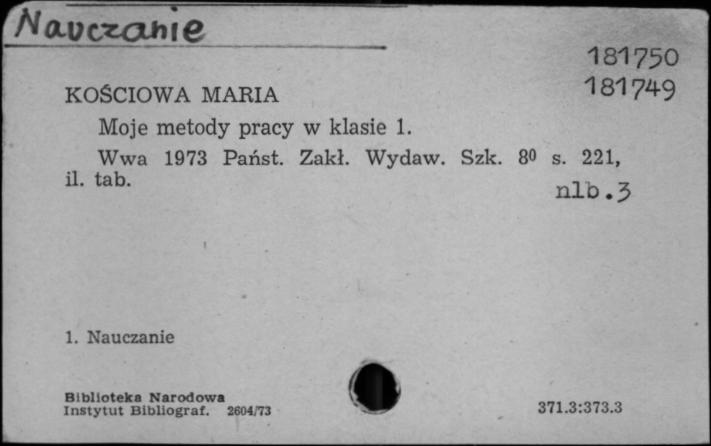 Nauczanie
181750
181749
KOŚCIOWA MARIA
Moje metody pracy w klasie 1.
Wwa 1973 Państ. Zakł. Wydaw. Szk. 8⁰ s. 221,
il. tab.
nlb.3
1. Nauczanie
Biblioteka Narodowa
Instytut Bibliograf. 2604/73
371.3:373.3